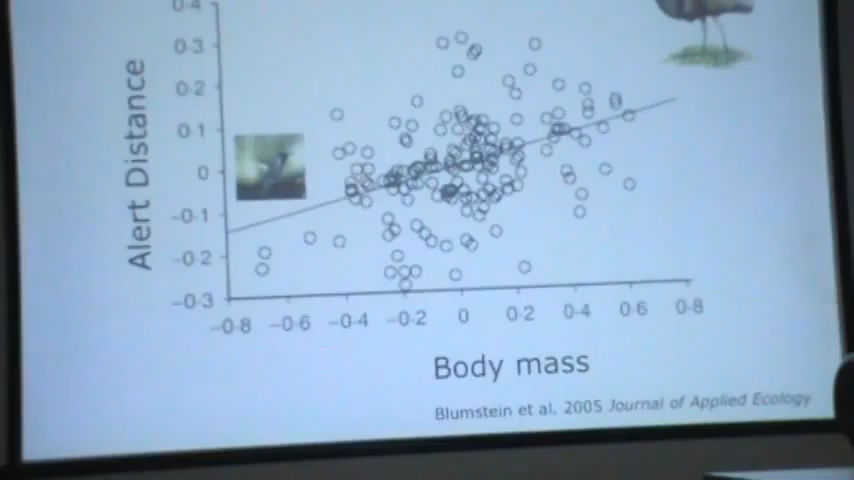 0·4
0·3
0·2
0·1
0
−0·1
−0·2
−0·3
Alert Distance
−0·8 −0·6 −0·4 −0·2 0 0·2 0·4 0·6 0·8
Body mass
Blumstein et al. 2005 Journal of Applied Ecology